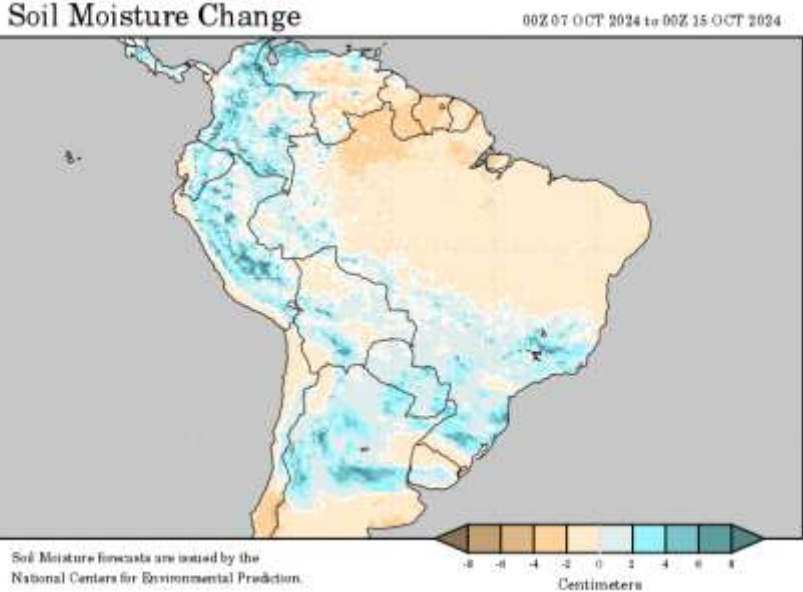 Soil Moisture Change
00Z 07 OCT 2024 to 00Z 15 OCT 2024
Soil Moisture forecasts are issued by the
National Centers for Environmental Prediction.
-8 -6 -4 -2 0 2 4 6 8
Centimeters